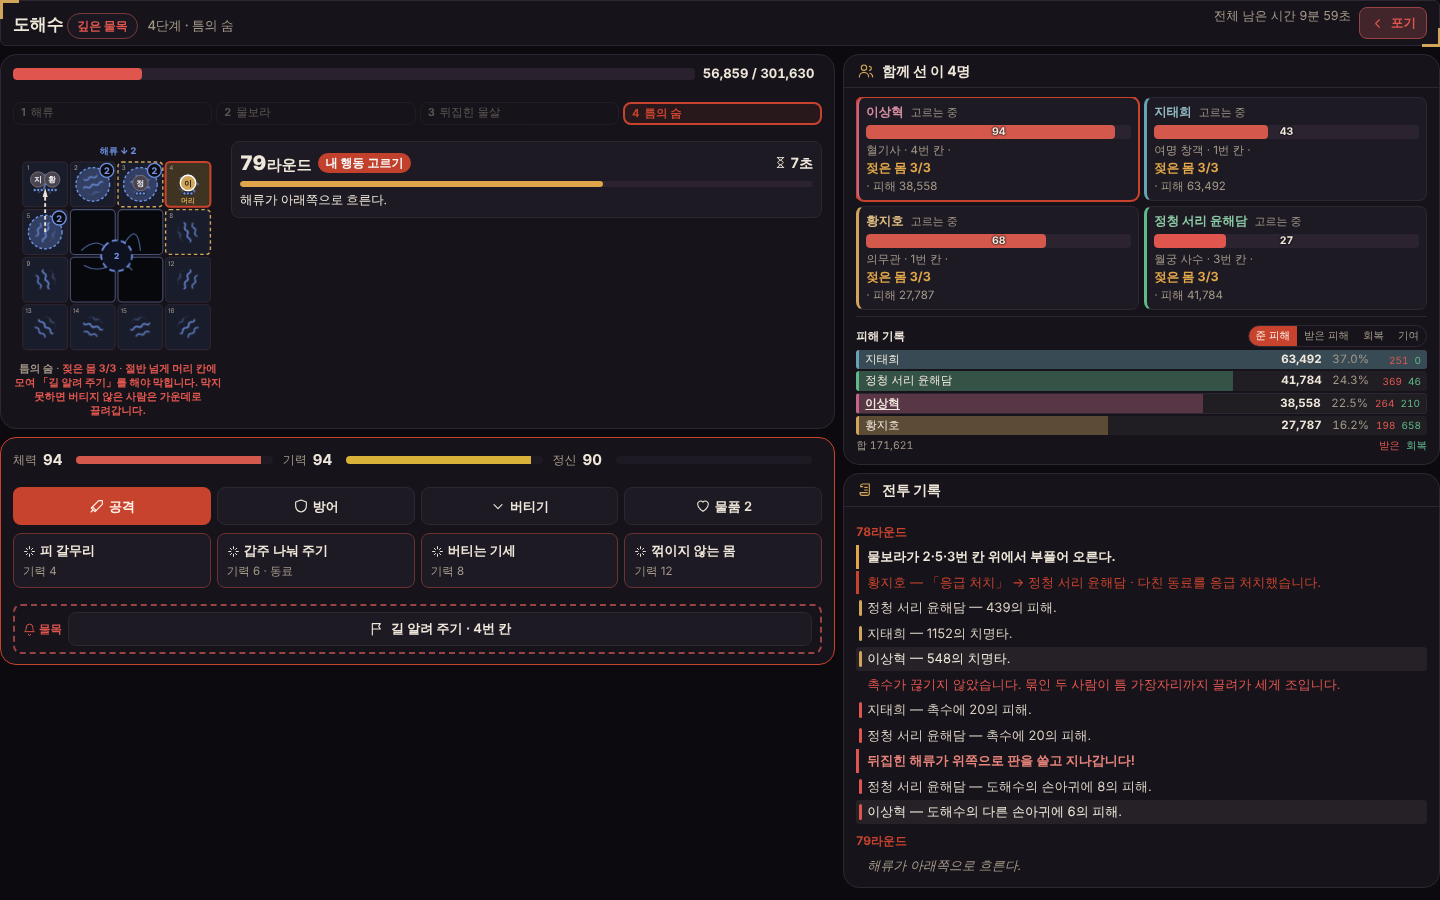 도해수 깊은 물목 4단계 · 틈의 숨
전체 남은 시간 9분 59초 포기
56,859 / 301,630
1 해류 2 물보라 3 뒤집힌 물살 4 틈의 숨
해류 ↓ 2
1 지 황 2 2 3 정 2 4 이 머리
5 2 8
2
9 12
13 14 15 16
틈의 숨 · 젖은 몸 3/3 · 절반 넘게 머리 칸에
모여 「길 알려 주기」를 해야 막힙니다. 막지
못하면 버티지 않은 사람은 가운데로
끌려갑니다.
79라운드 내 행동 고르기 7초
해류가 아래쪽으로 흐른다.
체력 94 기력 94 정신 90
공격 방어 버티기 물품 2
피 갈무리 갑주 나눠 주기 버티는 기세 꺾이지 않는 몸
기력 4 기력 6 · 동료 기력 8 기력 12
물목 길 알려 주기 · 4번 칸
함께 선 이 4명
이상혁 고르는 중
94
혈기사 · 4번 칸 ·
젖은 몸 3/3
· 피해 38,558
지태희 고르는 중
43
여명 창객 · 1번 칸 ·
젖은 몸 3/3
· 피해 63,492
황지호 고르는 중
68
의무관 · 1번 칸 ·
젖은 몸 3/3
· 피해 27,787
정청 서리 윤해담 고르는 중
27
월궁 사수 · 3번 칸 ·
젖은 몸 3/3
· 피해 41,784
피해 기록 준 피해 받은 피해 회복 기여
지태희 63,492 37.0% 251 0
정청 서리 윤해담 41,784 24.3% 369 46
이상혁 38,558 22.5% 264 210
황지호 27,787 16.2% 198 658
합 171,621 받은 회복
전투 기록
78라운드
물보라가 2·5·3번 칸 위에서 부풀어 오른다.
황지호 — 「응급 처치」 → 정청 서리 윤해담 · 다친 동료를 응급 처치했습니다.
정청 서리 윤해담 — 439의 피해.
지태희 — 1152의 치명타.
이상혁 — 548의 치명타.
촉수가 끊기지 않았습니다. 묶인 두 사람이 틈 가장자리까지 끌려가 세게 조입니다.
지태희 — 촉수에 20의 피해.
정청 서리 윤해담 — 촉수에 20의 피해.
뒤집힌 해류가 위쪽으로 판을 쓸고 지나갑니다!
정청 서리 윤해담 — 도해수의 손아귀에 8의 피해.
이상혁 — 도해수의 다른 손아귀에 6의 피해.
79라운드
해류가 아래쪽으로 흐른다.